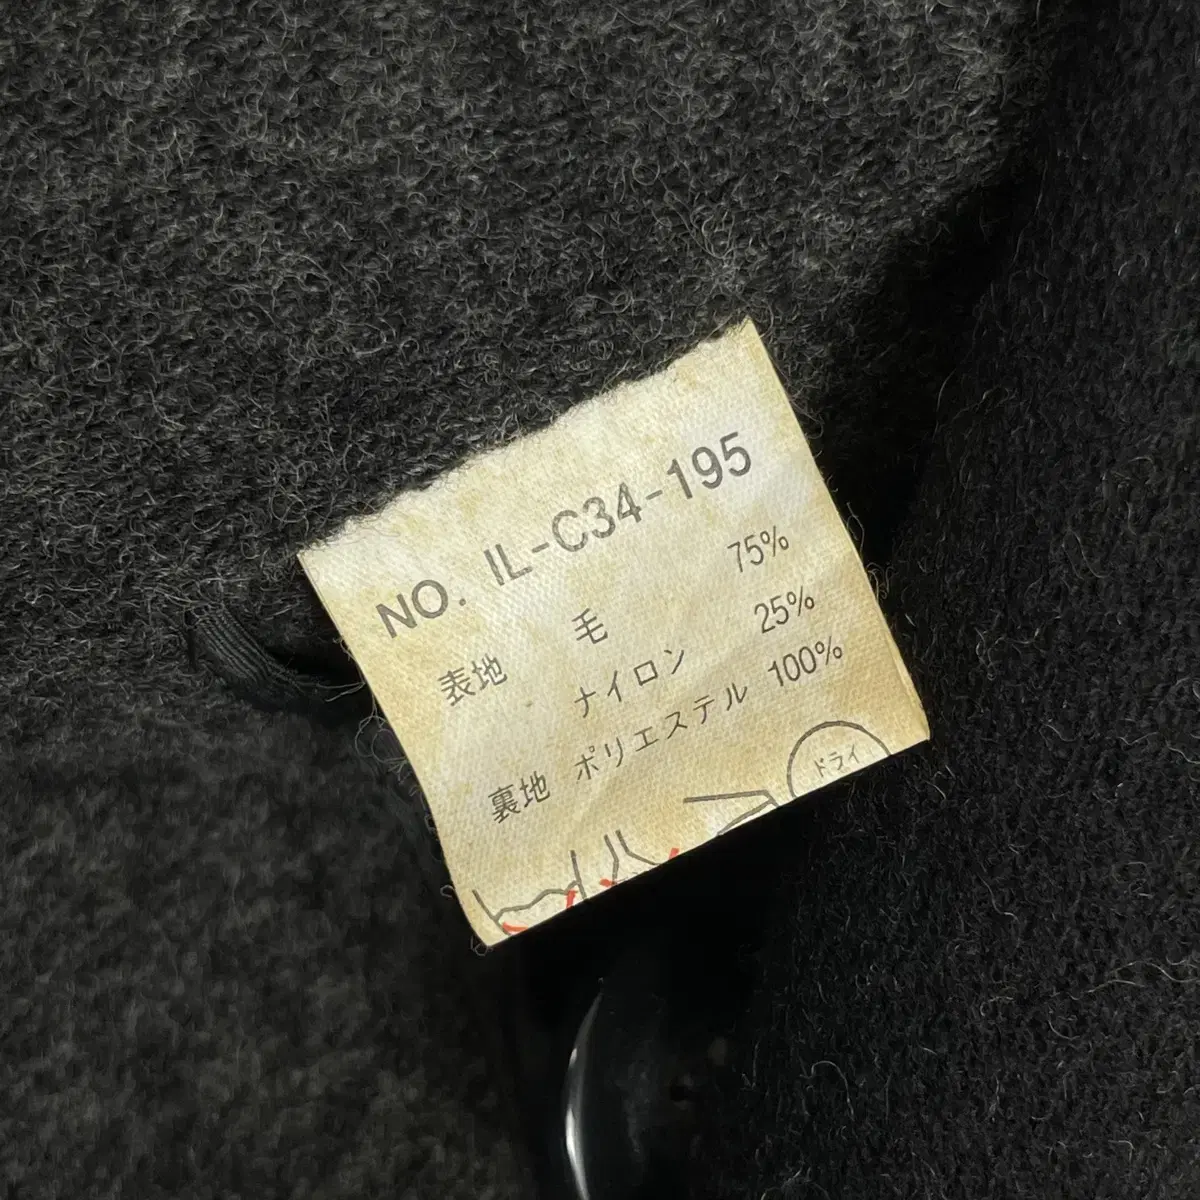 NO. IL-C34-195
表地 毛 75%
ナイロン 25%
裏地 ポリエステル 100%
ドライ